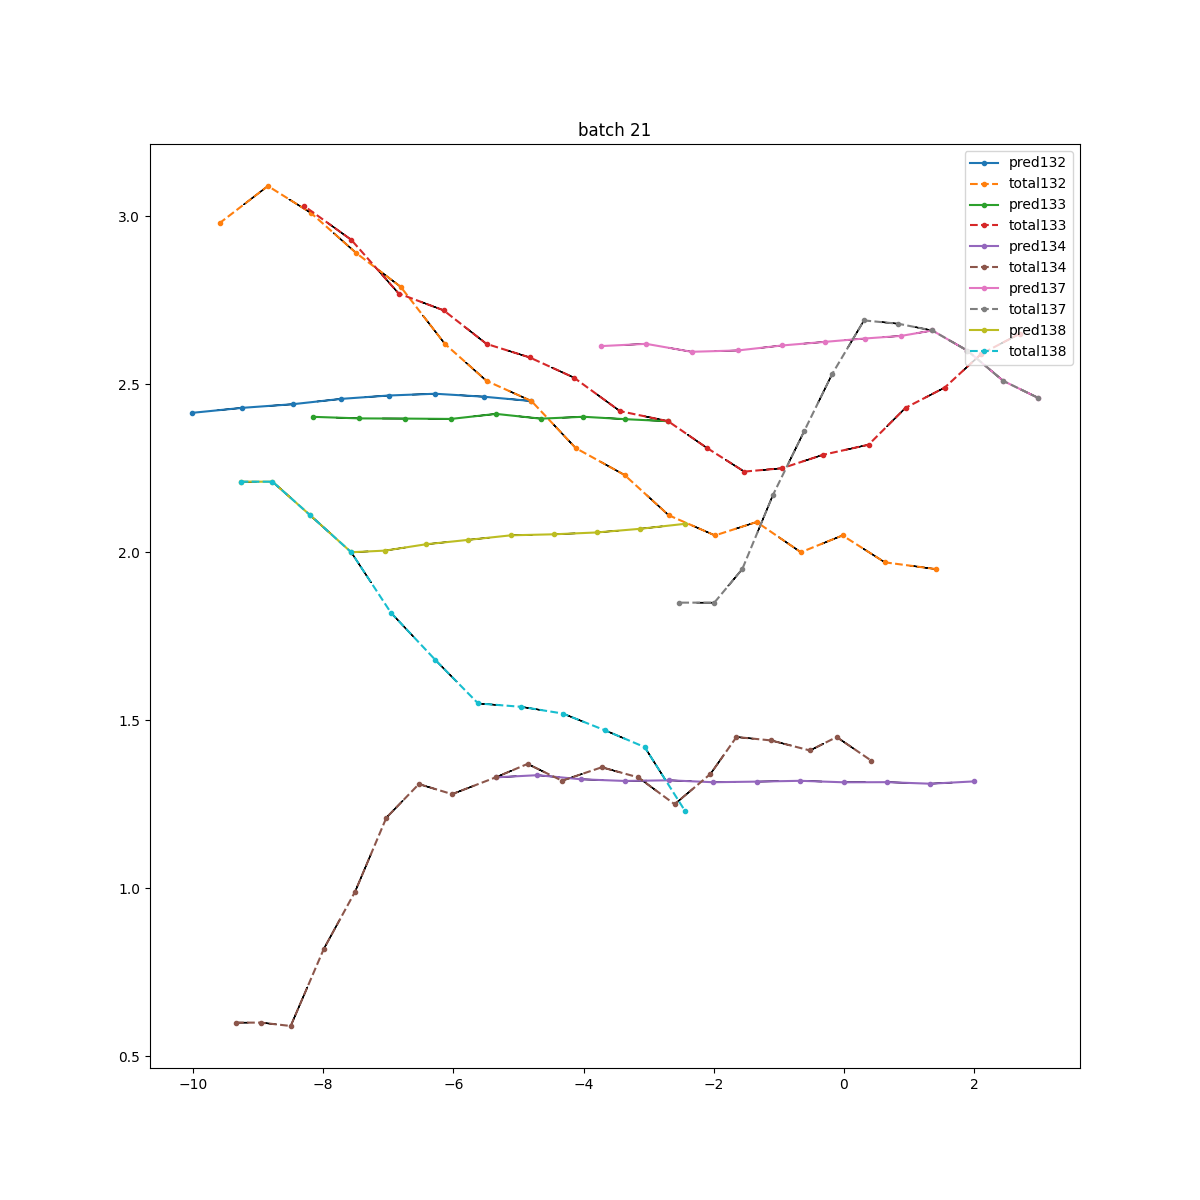 batch 21
pred132
total132
pred133
total133
pred134
total134
pred137
total137
pred138
total138
3.0
2.5
2.0
1.5
1.0
0.5
−10 −8 −6 −4 −2 0 2